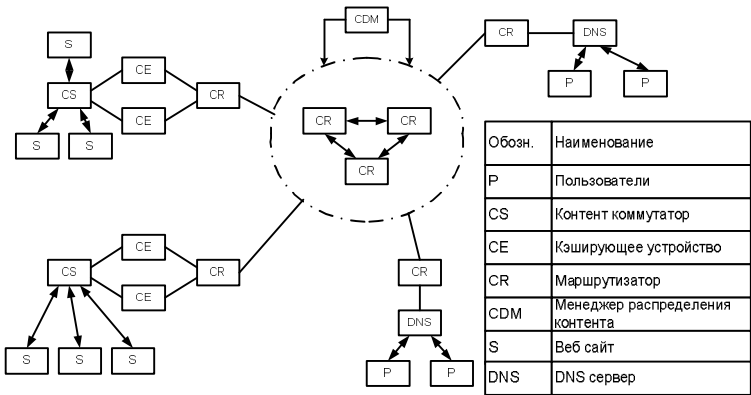 CDM
CR
DNS
P
P
S
CE
CS
CR
CE
S
S
CR
CR
CR
CE
CS
CR
CE
S
S
S
CR
DNS
P
P
Обозн. Наименование
P Пользователи
CS Контент коммутатор
CE Кэширующее устройство
CR Маршрутизатор
CDM Менеджер распределения
контента
S Веб сайт
DNS DNS сервер